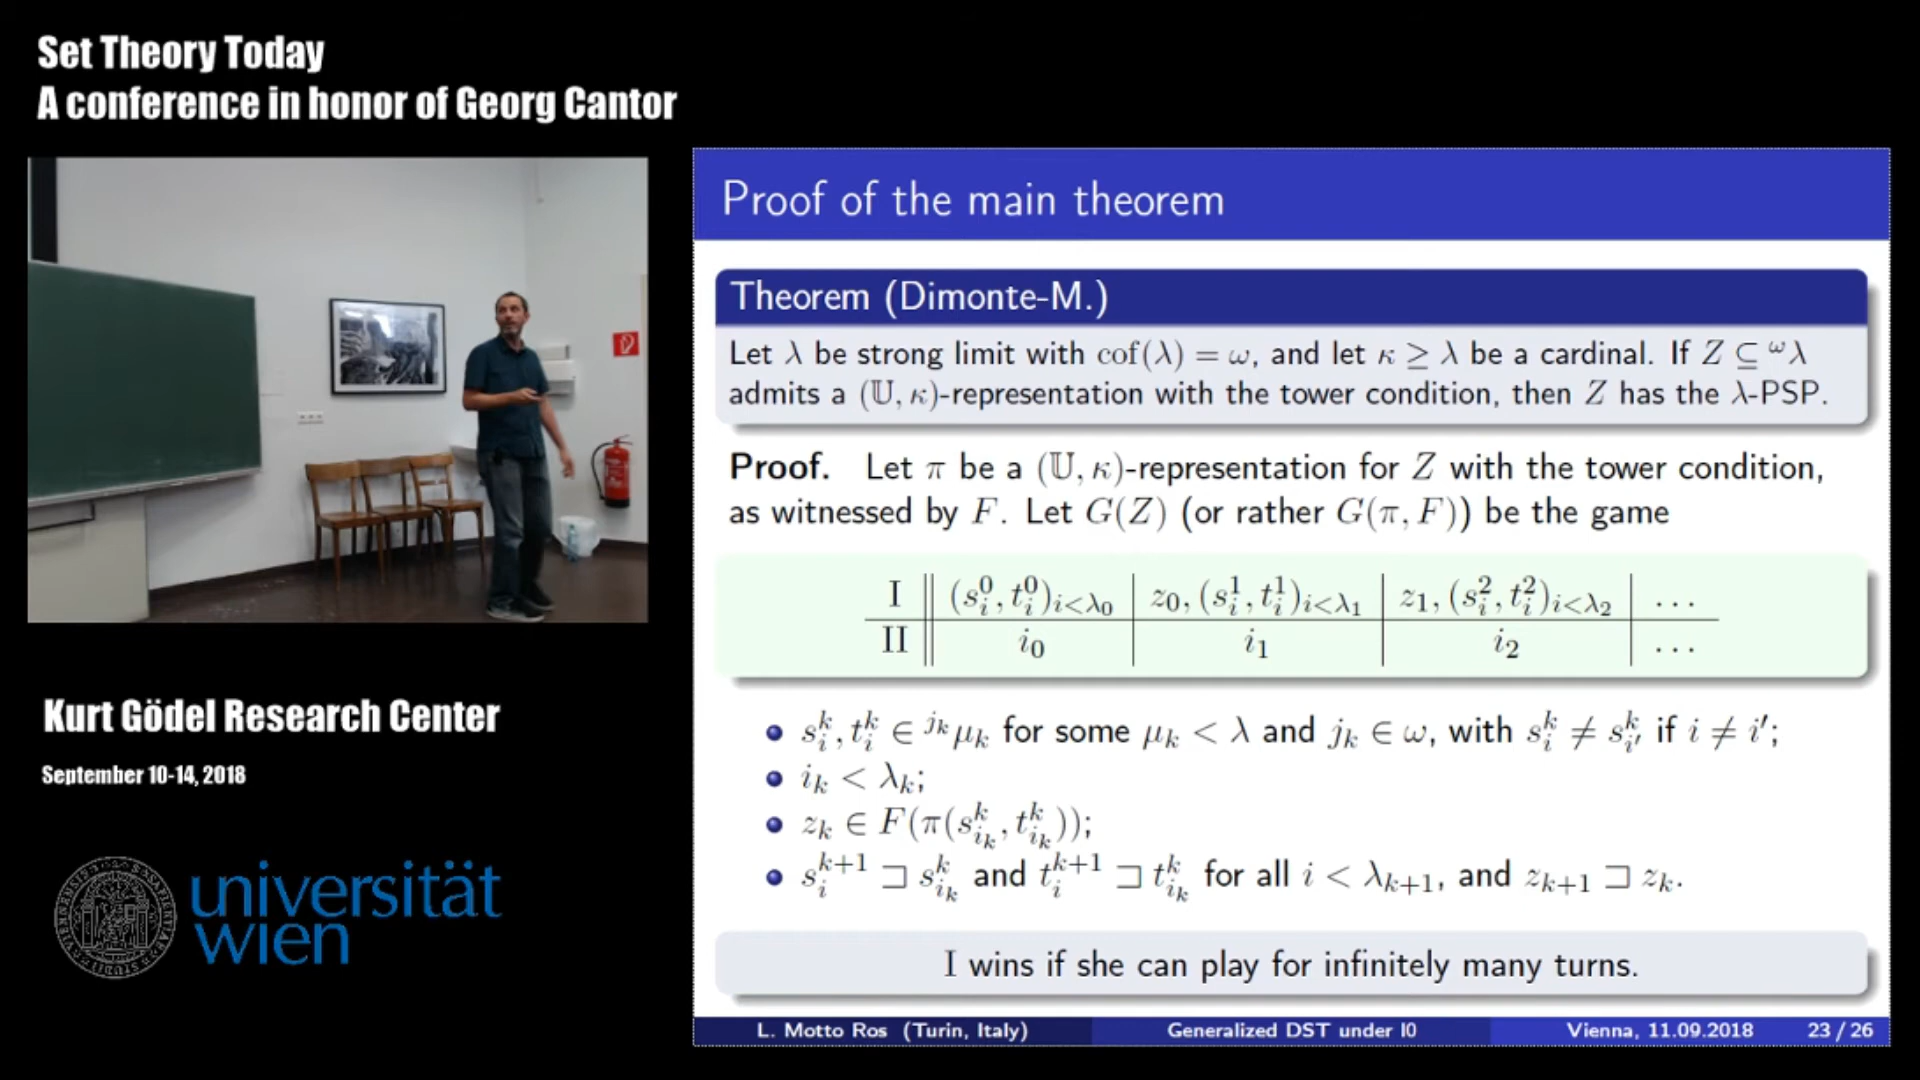 Set Theory Today
A conference in honor of Georg Cantor
Proof of the main theorem
Theorem (Dimonte-M.)
Let λ be strong limit with cof(λ) = ω, and let κ ≥ λ be a cardinal. If Z ⊆ ^ωλ
admits a (𝕌, κ)-representation with the tower condition, then Z has the λ-PSP.
Proof. Let π be a (𝕌, κ)-representation for Z with the tower condition,
as witnessed by F. Let G(Z) (or rather G(π, F)) be the game
I (s_i^0, t_i^0)_{i<λ_0} z_0, (s_i^1, t_i^1)_{i<λ_1} z_1, (s_i^2, t_i^2)_{i<λ_2} ...
II i_0 i_1 i_2 ...
• s_i^k, t_i^k ∈ ^{j_k}μ_k for some μ_k < λ and j_k ∈ ω, with s_i^k ≠ s_{i'}^k if i ≠ i';
• i_k < λ_k;
• z_k ∈ F(π(s_{i_k}^k, t_{i_k}^k));
• s_i^{k+1} ⊐ s_{i_k}^k and t_i^{k+1} ⊐ t_{i_k}^k for all i < λ_{k+1}, and z_{k+1} ⊐ z_k.
I wins if she can play for infinitely many turns.
L. Motto Ros (Turin, Italy) Generalized DST under I0 Vienna, 11.09.2018 23 / 26
Kurt Gödel Research Center
September 10-14, 2018
universität
wien